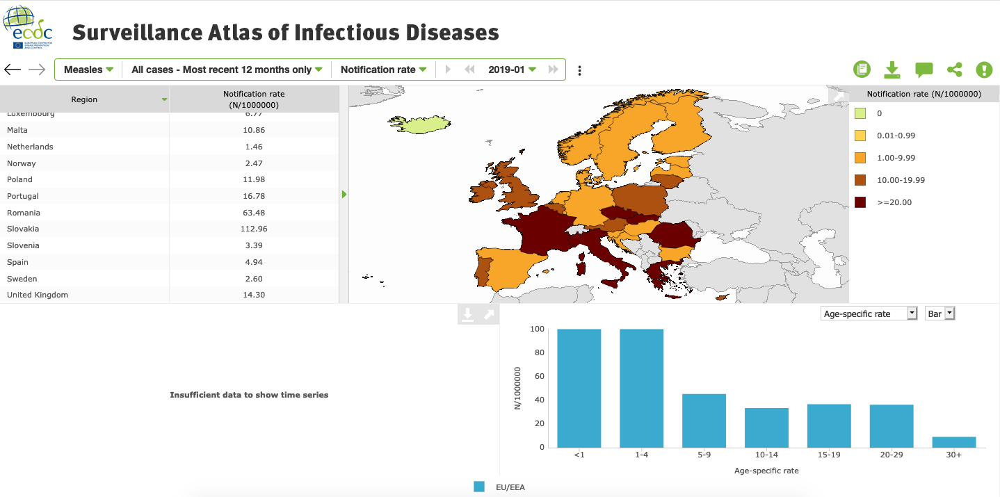 ecdc
EUROPEAN CENTRE FOR
DISEASE PREVENTION
AND CONTROL
Surveillance Atlas of Infectious Diseases
Measles
All cases - Most recent 12 months only
Notification rate
2019-01
Region
Notification rate
(N/1000000)
Luxembourg 6.77
Malta 10.86
Netherlands 1.46
Norway 2.47
Poland 11.98
Portugal 16.78
Romania 63.48
Slovakia 112.96
Slovenia 3.39
Spain 4.94
Sweden 2.60
United Kingdom 14.30
Notification rate (N/1000000)
0
0.01-0.99
1.00-9.99
10.00-19.99
>=20.00
Insufficient data to show time series
Age-specific rate
Bar
N/1000000
100
80
60
40
20
0
<1 1-4 5-9 10-14 15-19 20-29 30+
Age-specific rate
EU/EEA